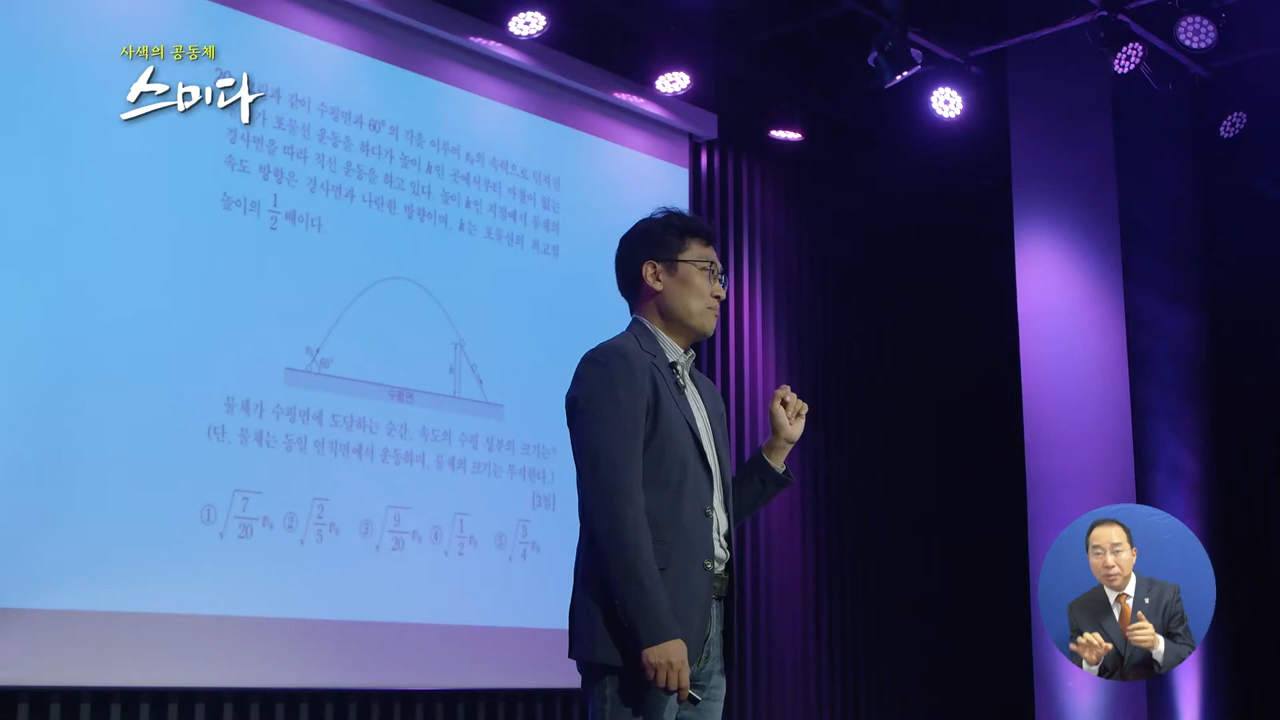 사색의 공동체
스미다
같이 수평면과 60°의 각을 이루며 v₀의 속력으로 던져진
가 포물선 운동을 하다가 높이 h인 곳에서부터 마찰이 없는
경사면을 따라 직선 운동을 하고 있다. 높이 h인 지점에서 물체의
속도 방향은 경사면과 나란한 방향이며, h는 포물선의 최고점
높이의 1/2배이다.
v₀
60°
h
수평면
물체가 수평면에 도달하는 순간, 속도의 수평 성분의 크기는?
(단, 물체는 동일 연직면에서 운동하며, 물체의 크기는 무시한다.)
[3점]
① √(7/20) v₀ ② √(2/5) v₀ ③ √(9/20) v₀ ④ √(1/2) v₀ ⑤ √(3/4) v₀